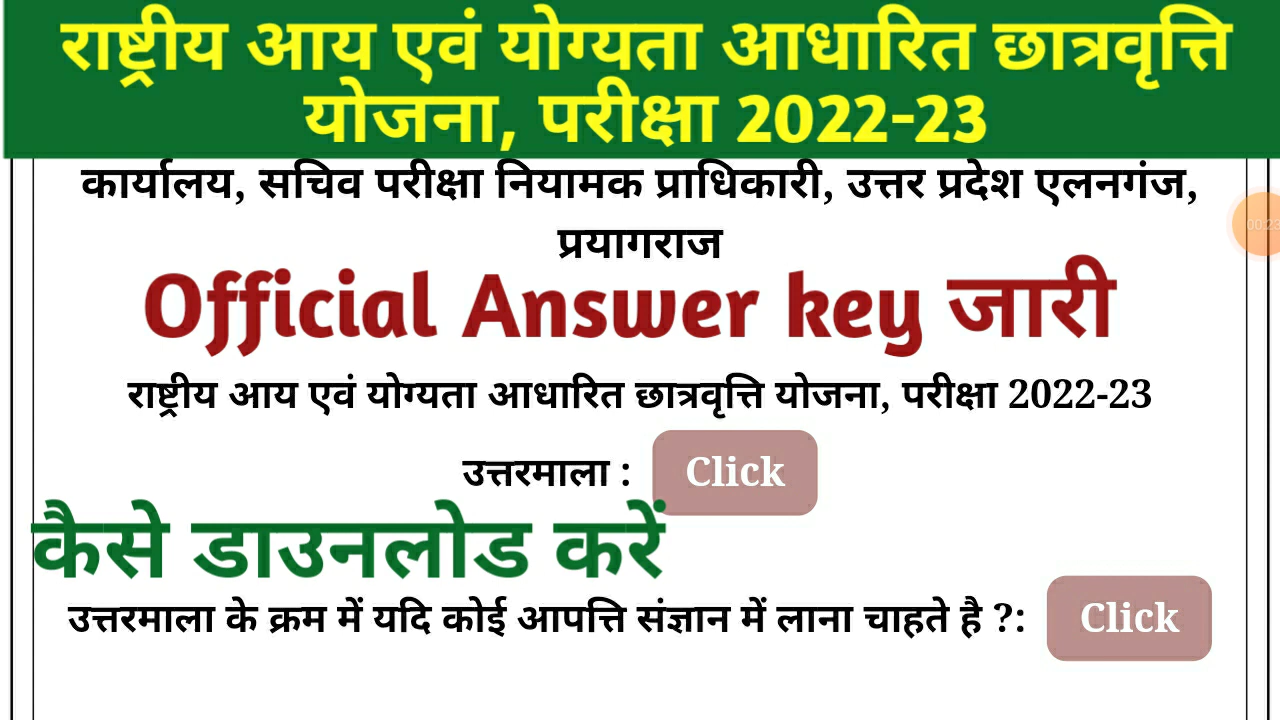 राष्ट्रीय आय एवं योग्यता आधारित छात्रवृत्ति
योजना, परीक्षा 2022-23
कार्यालय, सचिव परीक्षा नियामक प्राधिकारी, उत्तर प्रदेश एलनगंज,
प्रयागराज
00:23
Official Answer key जारी
राष्ट्रीय आय एवं योग्यता आधारित छात्रवृत्ति योजना, परीक्षा 2022-23
उत्तरमाला : Click
कैसे डाउनलोड करें
उत्तरमाला के क्रम में यदि कोई आपत्ति संज्ञान में लाना चाहते है ?: Click